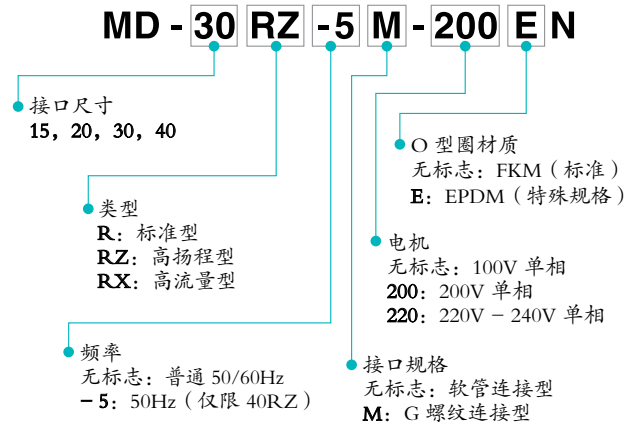 MD - 30 RZ -5 M - 200 E N
接口尺寸
15，20，30，40
类型
R：标准型
RZ：高扬程型
RX：高流量型
频率
无标志：普通 50/60Hz
－5：50Hz（仅限 40RZ）
O 型圈材质
无标志：FKM（标准）
E：EPDM（特殊规格）
电机
无标志：100V 单相
200：200V 单相
220：220V－240V 单相
接口规格
无标志：软管连接型
M：G 螺纹连接型